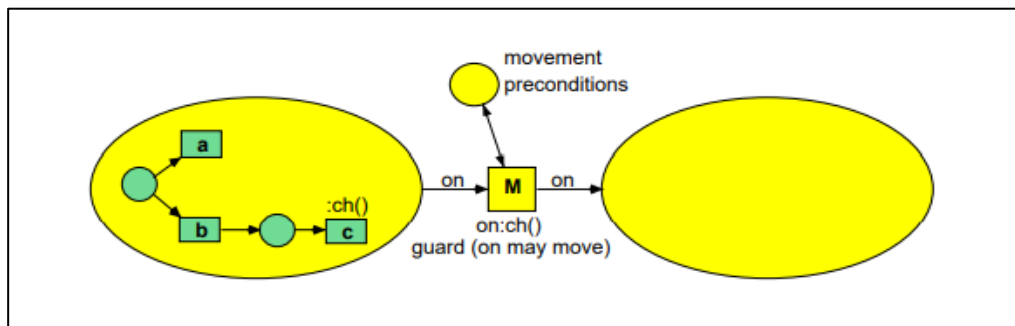 movement
preconditions
a
on
M
on
:ch()
b
c
on:ch()
guard (on may move)